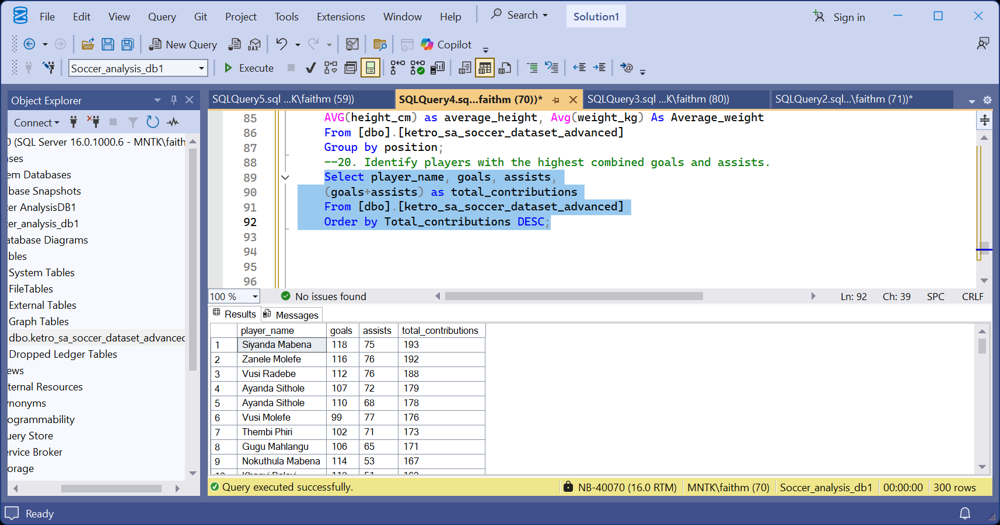 File Edit View Query Git Project Tools Extensions Window Help Search Solution1 Sign in
New Query DAX Copilot
Soccer_analysis_db1 Execute
Object Explorer
Connect
0 (SQL Server 16.0.1000.6 - MNTK\faith
ases
em Databases
base Snapshots
cer AnalysisDB1
cer_analysis_db1
atabase Diagrams
bles
System Tables
FileTables
External Tables
Graph Tables
dbo.ketro_sa_soccer_dataset_advanced
Dropped Ledger Tables
ews
ternal Resources
ynonyms
ogrammability
uery Store
ervice Broker
orage
SQLQuery5.sql ...K\faithm (59)) SQLQuery4.sq...faithm (70))* SQLQuery3.sql ...K\faithm (80)) SQLQuery2.sql...\faithm (71))*
85 AVG(height_cm) as average_height, Avg(weight_kg) As Average_weight
86 From [dbo].[ketro_sa_soccer_dataset_advanced]
87 Group by position;
88 --20. Identify players with the highest combined goals and assists.
89 Select player_name, goals, assists,
90 (goals+assists) as total_contributions
91 From [dbo].[ketro_sa_soccer_dataset_advanced]
92 Order by Total_contributions DESC;
93
94
95
96
100 % No issues found Ln: 92 Ch: 39 SPC CRLF
Results Messages
player_name goals assists total_contributions
1 Siyanda Mabena 118 75 193
2 Zanele Molefe 116 76 192
3 Vusi Radebe 112 76 188
4 Ayanda Sithole 107 72 179
5 Ayanda Sithole 110 68 178
6 Vusi Molefe 99 77 176
7 Thembi Phiri 102 71 173
8 Gugu Mahlangu 106 65 171
9 Nokuthula Mabena 114 53 167
Query executed successfully. NB-40070 (16.0 RTM) MNTK\faithm (70) Soccer_analysis_db1 00:00:00 300 rows
Ready